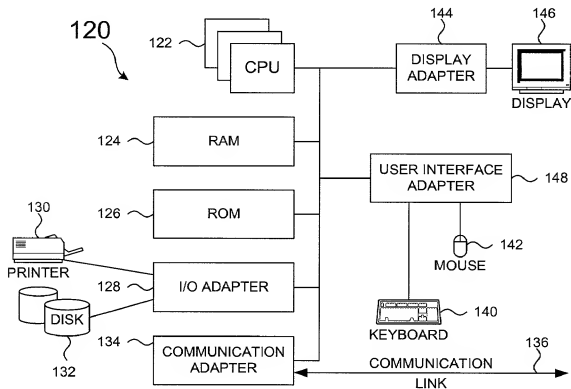 120
122
CPU
144
DISPLAY
ADAPTER
146
DISPLAY
124
RAM
USER INTERFACE
ADAPTER
148
126
ROM
130
PRINTER
142
MOUSE
128
I/O ADAPTER
DISK
132
140
KEYBOARD
134
COMMUNICATION
ADAPTER
COMMUNICATION
LINK
136